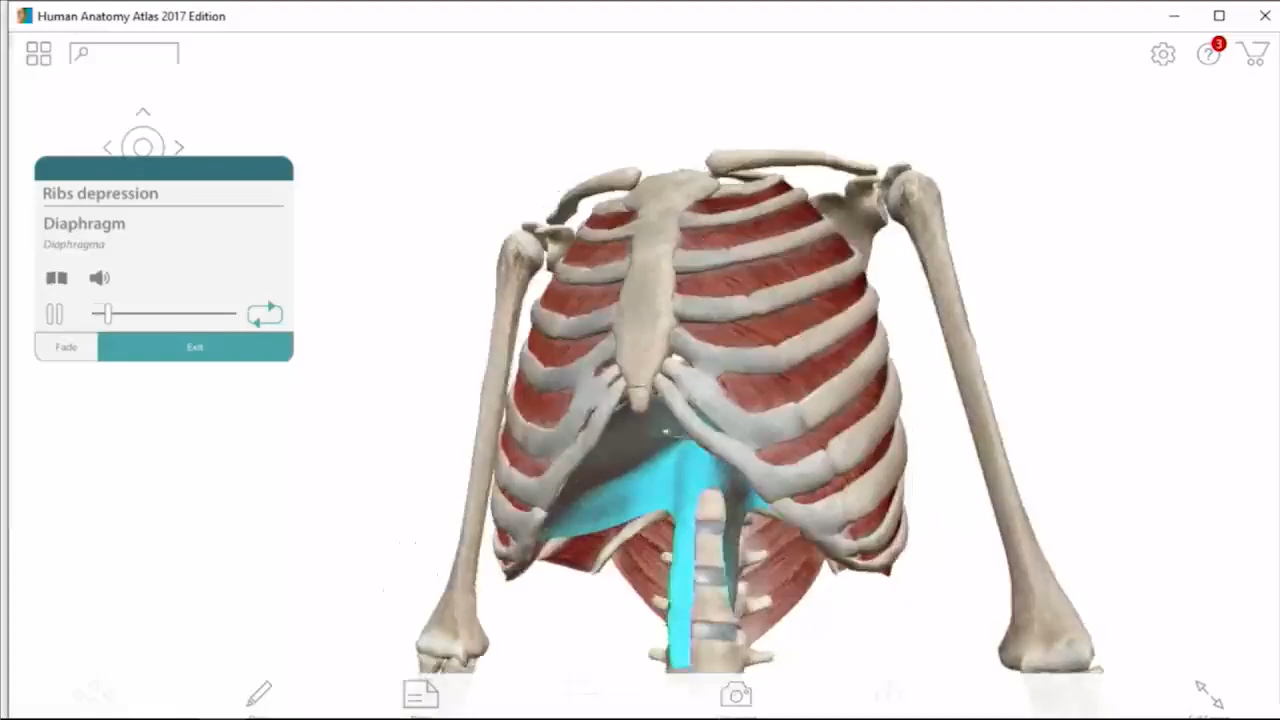 Human Anatomy Atlas 2017 Edition
3
Ribs depression
Diaphragm
Diaphragma
Fade
Exit